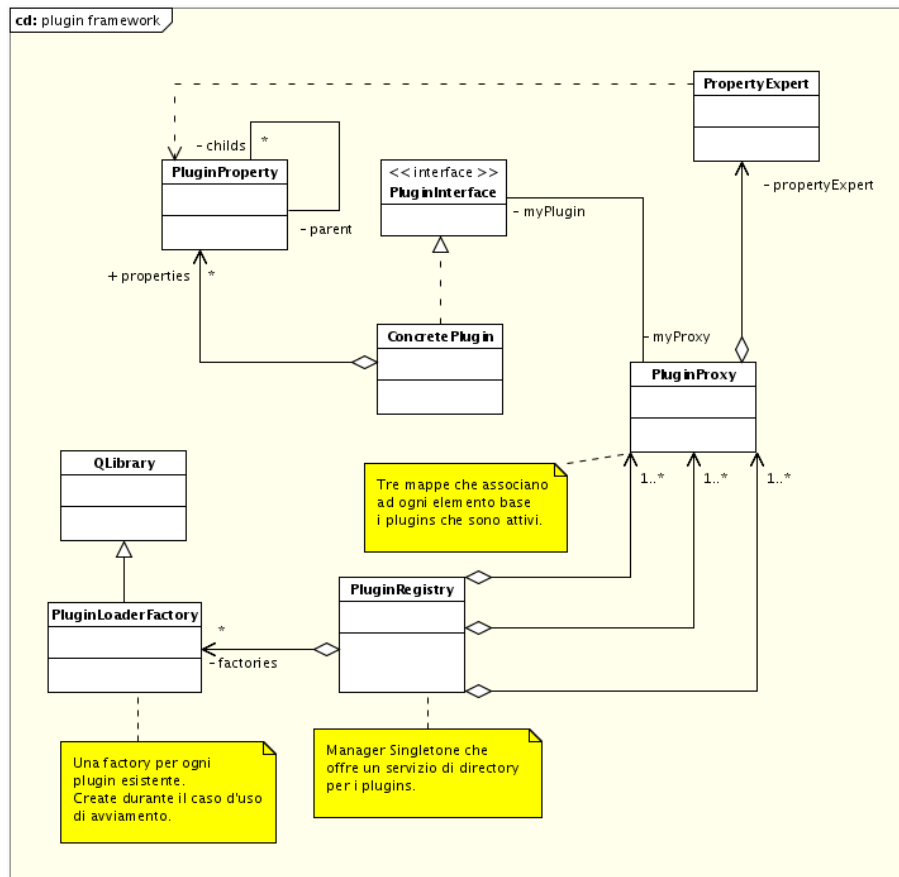 cd: plugin framework
PropertyExpert
- childs
*
PluginProperty
<< interface >>
PluginInterface
- propertyExpert
- myPlugin
- parent
+ properties
*
ConcretePlugin
- myProxy
PluginProxy
QLibrary
Tre mappe che associano
ad ogni elemento base
i plugins che sono attivi.
1..*
1..*
1..*
PluginRegistry
PluginLoaderFactory
*
- factories
Una factory per ogni
plugin esistente.
Create durante il caso d'uso
di avviamento.
Manager Singletone che
offre un servizio di directory
per i plugins.